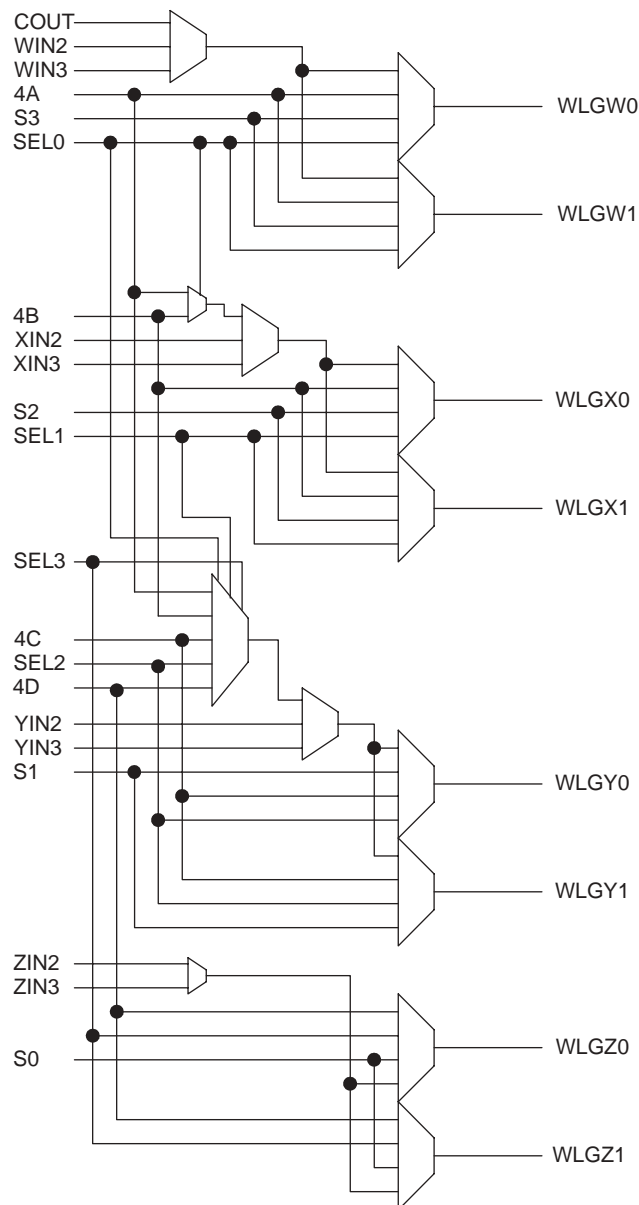 COUT
WIN2
WIN3
4A
S3
SEL0
WLGW0
WLGW1
4B
XIN2
XIN3
S2
SEL1
WLGX0
WLGX1
SEL3
4C
SEL2
4D
YIN2
YIN3
S1
WLGY0
WLGY1
ZIN2
ZIN3
S0
WLGZ0
WLGZ1